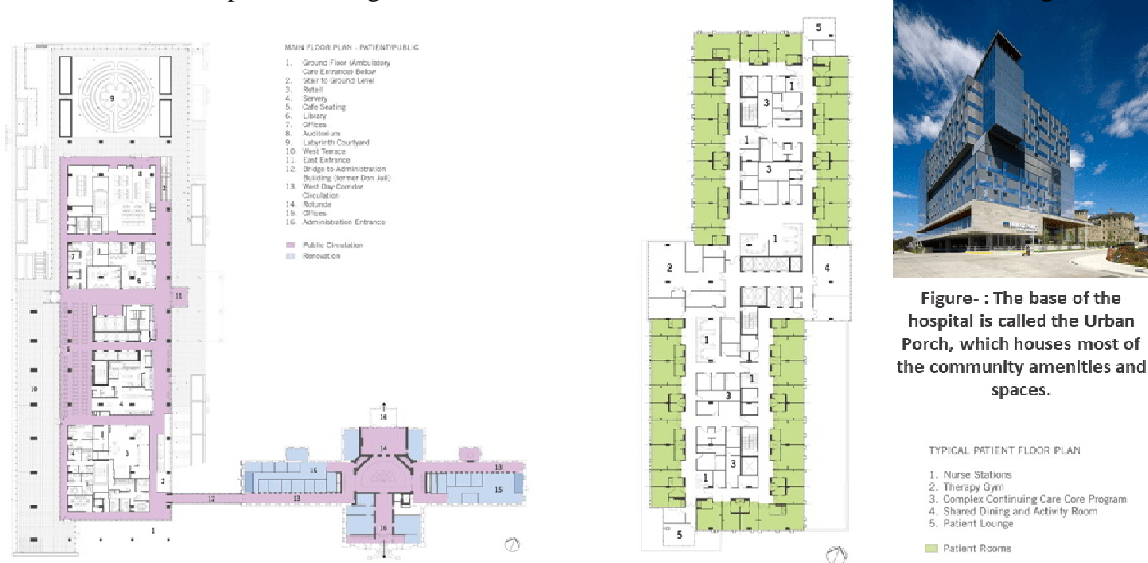 MAIN FLOOR PLAN - PATIENT/PUBLIC
1. Ground Floor (Ambulatory
Care Entrance) Below
2. Stair to Ground Level
3. Retail
4. Servery
5. Cafe Seating
6. Library
7. Offices
8. Auditorium
9. Labyrinth Courtyard
10. West Terrace
11. East Entrance
12. Bridge to Administration
Building (former Don Jail)
13. West Day Corridor
Circulation
14. Rotunda
15. Offices
16. Administration Entrance
Public Circulation
Renovation
Figure- : The base of the
hospital is called the Urban
Porch, which houses most of
the community amenities and
spaces.
TYPICAL PATIENT FLOOR PLAN
1. Nurse Stations
2. Therapy Gym
3. Complex Continuing Care Core Program
4. Shared Dining and Activity Room
5. Patient Lounge
Patient Rooms